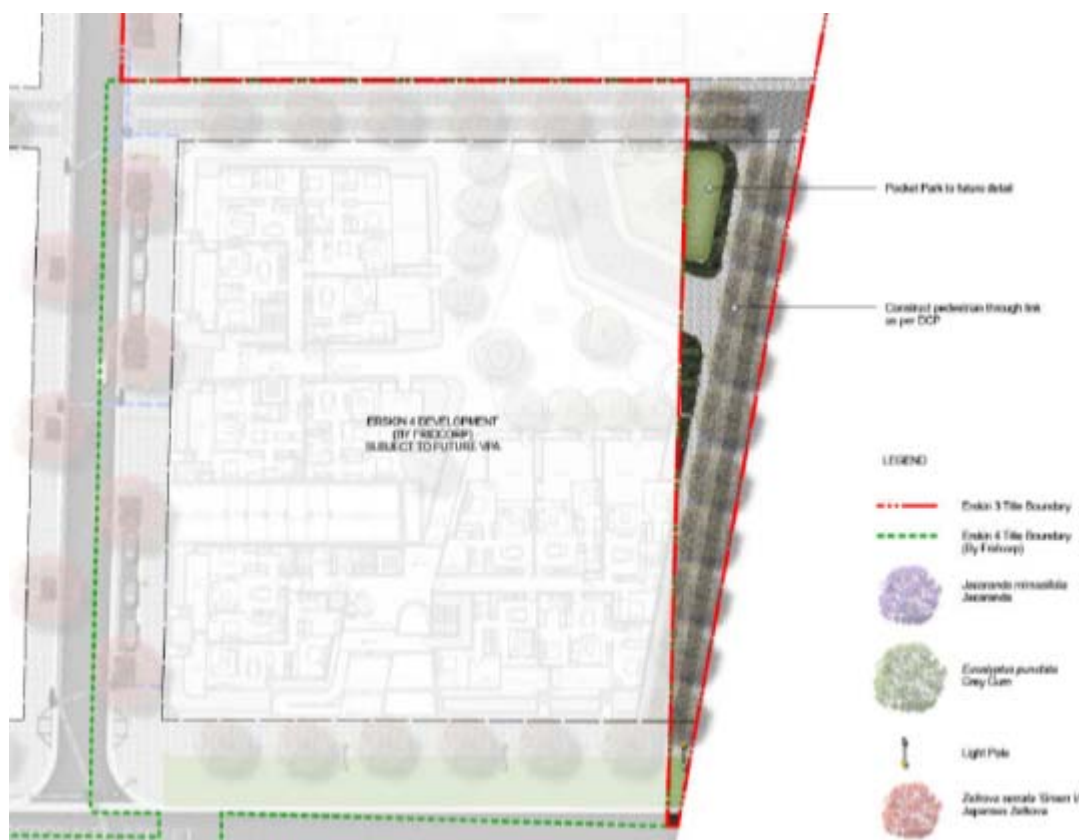 Pocket Park to future detail
Construct pedestrian through link
as per DCP
ERSKIN 4 DEVELOPMENT
(BY FRIDCORP)
SUBJECT TO FUTURE VPA
LEGEND
Erskin 3 Title Boundary
Erskin 4 Title Boundary
(By Fridcorp)
Jacaranda mimosifolia
Jacaranda
Eucalyptus punctata
Grey Gum
Light Pole
Zelkova serrata 'Green V
Japanese Zelkova